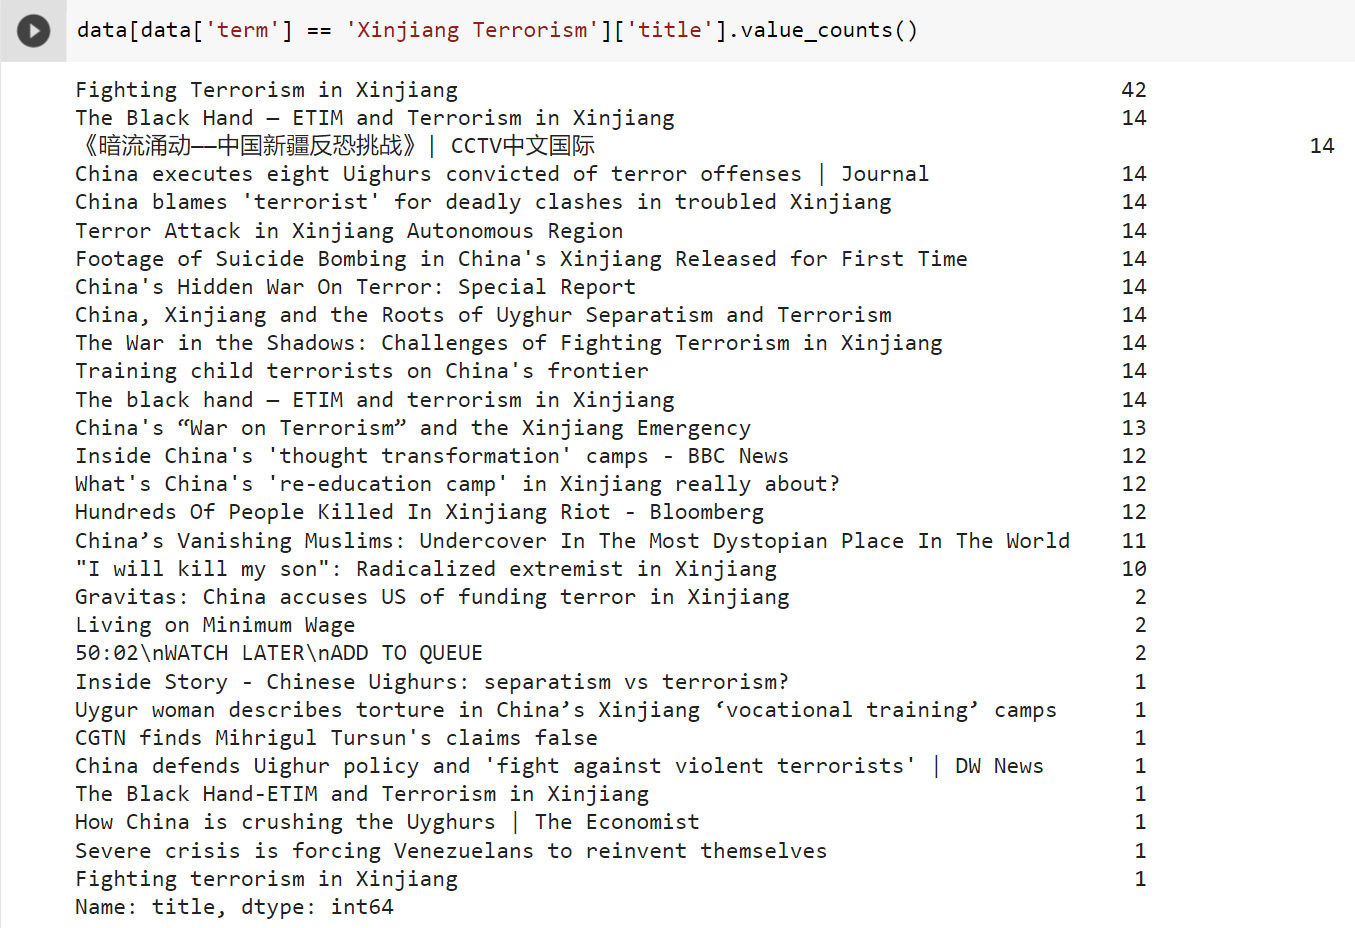 data[data['term'] == 'Xinjiang Terrorism']['title'].value_counts()
Fighting Terrorism in Xinjiang 42
The Black Hand — ETIM and Terrorism in Xinjiang 14
《暗流涌动——中国新疆反恐挑战》| CCTV中文国际 14
China executes eight Uighurs convicted of terror offenses | Journal 14
China blames 'terrorist' for deadly clashes in troubled Xinjiang 14
Terror Attack in Xinjiang Autonomous Region 14
Footage of Suicide Bombing in China's Xinjiang Released for First Time 14
China's Hidden War On Terror: Special Report 14
China, Xinjiang and the Roots of Uyghur Separatism and Terrorism 14
The War in the Shadows: Challenges of Fighting Terrorism in Xinjiang 14
Training child terrorists on China's frontier 14
The black hand — ETIM and terrorism in Xinjiang 14
China's “War on Terrorism” and the Xinjiang Emergency 13
Inside China's 'thought transformation' camps - BBC News 12
What's China's 're-education camp' in Xinjiang really about? 12
Hundreds Of People Killed In Xinjiang Riot - Bloomberg 12
China’s Vanishing Muslims: Undercover In The Most Dystopian Place In The World 11
"I will kill my son": Radicalized extremist in Xinjiang 10
Gravitas: China accuses US of funding terror in Xinjiang 2
Living on Minimum Wage 2
50:02\nWATCH LATER\nADD TO QUEUE 2
Inside Story - Chinese Uighurs: separatism vs terrorism? 1
Uygur woman describes torture in China’s Xinjiang ‘vocational training’ camps 1
CGTN finds Mihrigul Tursun's claims false 1
China defends Uighur policy and 'fight against violent terrorists' | DW News 1
The Black Hand-ETIM and Terrorism in Xinjiang 1
How China is crushing the Uyghurs | The Economist 1
Severe crisis is forcing Venezuelans to reinvent themselves 1
Fighting terrorism in Xinjiang 1
Name: title, dtype: int64